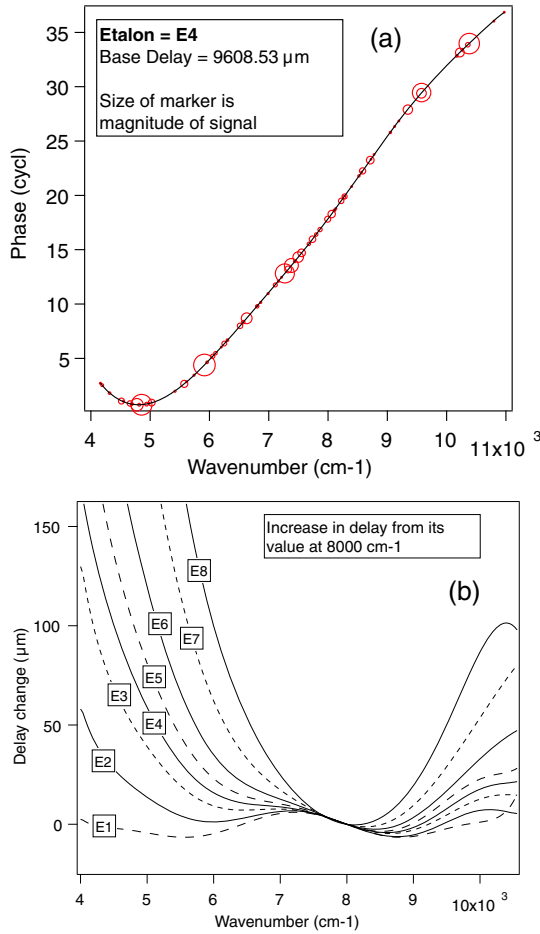 (a)
Etalon = E4
Base Delay = 9608.53 µm
Size of marker is
magnitude of signal
Phase (cycl)
35
30
25
20
15
10
5
4 5 6 7 8 9 10 11x10 3
Wavenumber (cm-1)
(b)
Increase in delay from its
value at 8000 cm-1
Delay change (µm)
150
100
50
0
E8
E7
E6
E5
E4
E3
E2
E1
4 5 6 7 8 9 10x10 3
Wavenumber (cm-1)